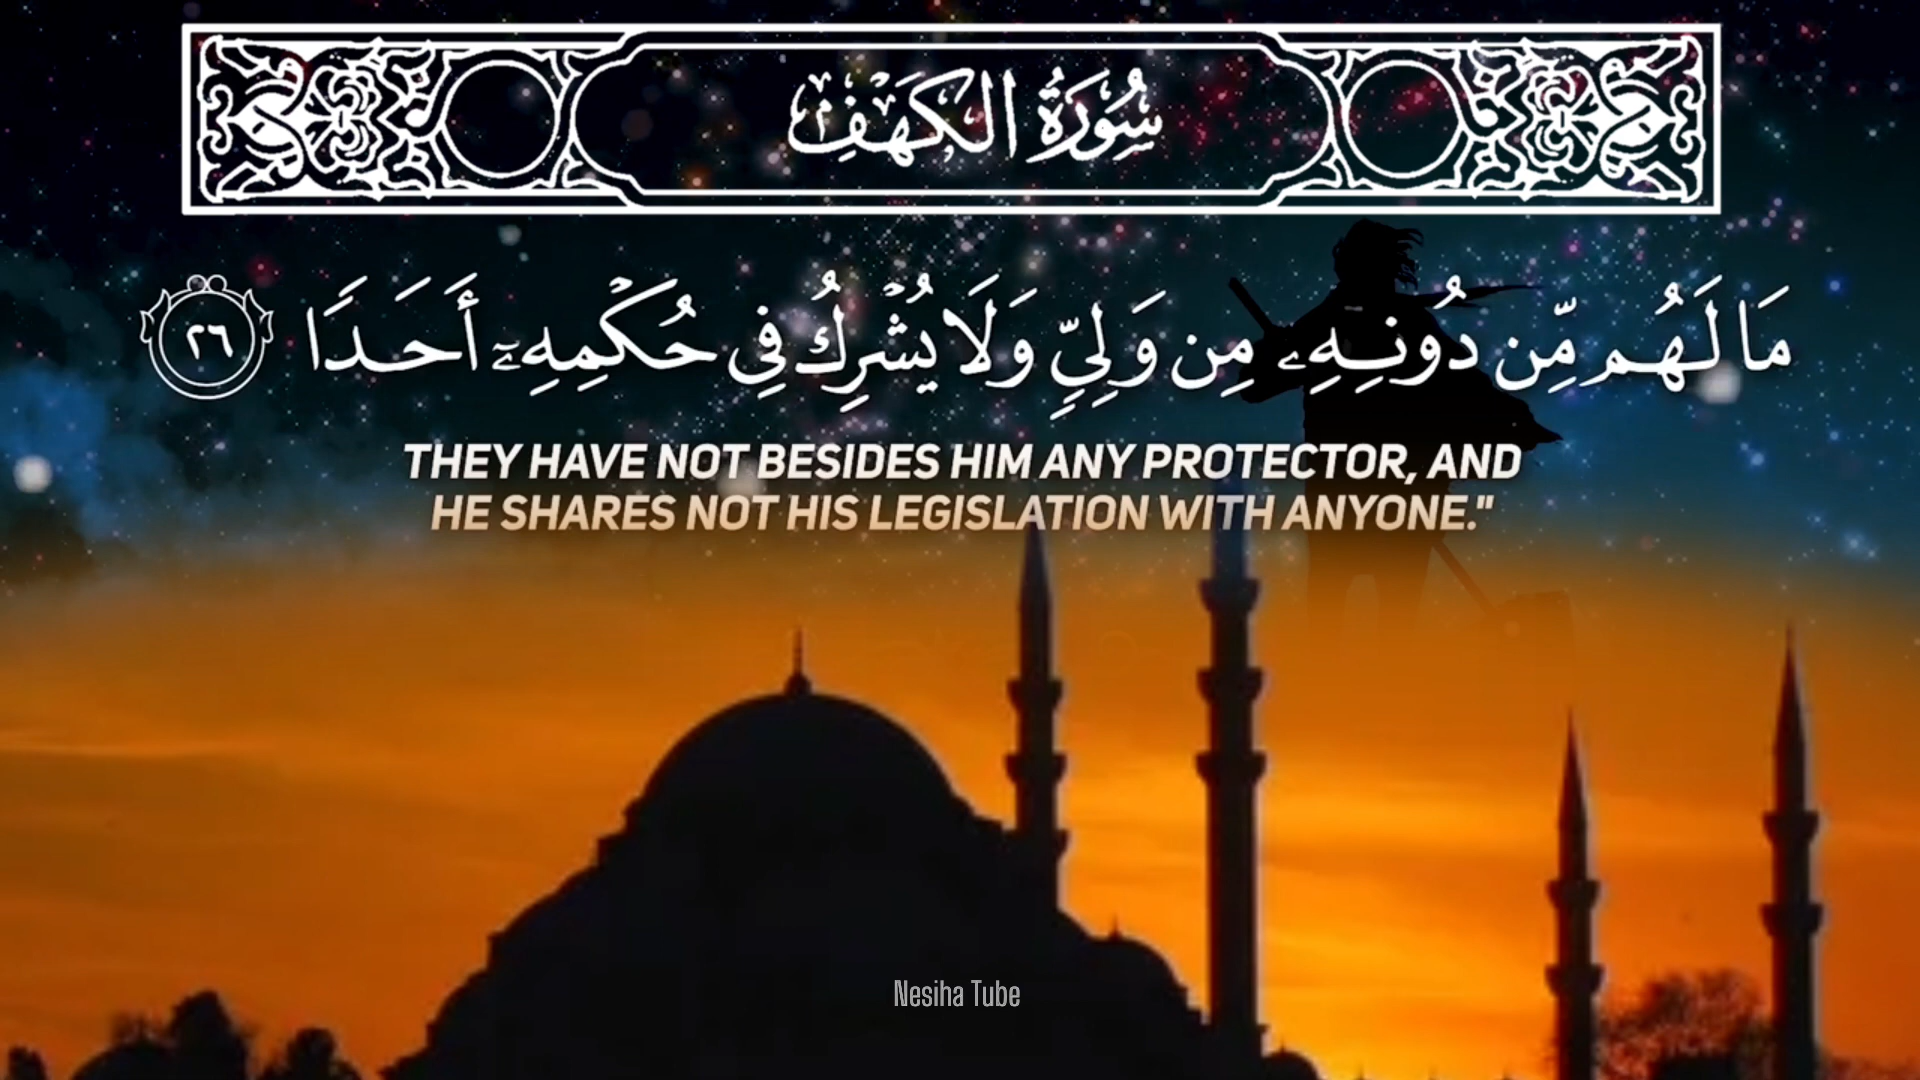 سُورَةُ الكَهْفِ
مَا لَهُم مِّن دُونِهِۦ مِن وَلِيٍّ وَلَا يُشْرِكُ فِي حُكْمِهِۦٓ أَحَدًا ٢٦
THEY HAVE NOT BESIDES HIM ANY PROTECTOR, AND
HE SHARES NOT HIS LEGISLATION WITH ANYONE."
Nesiha Tube